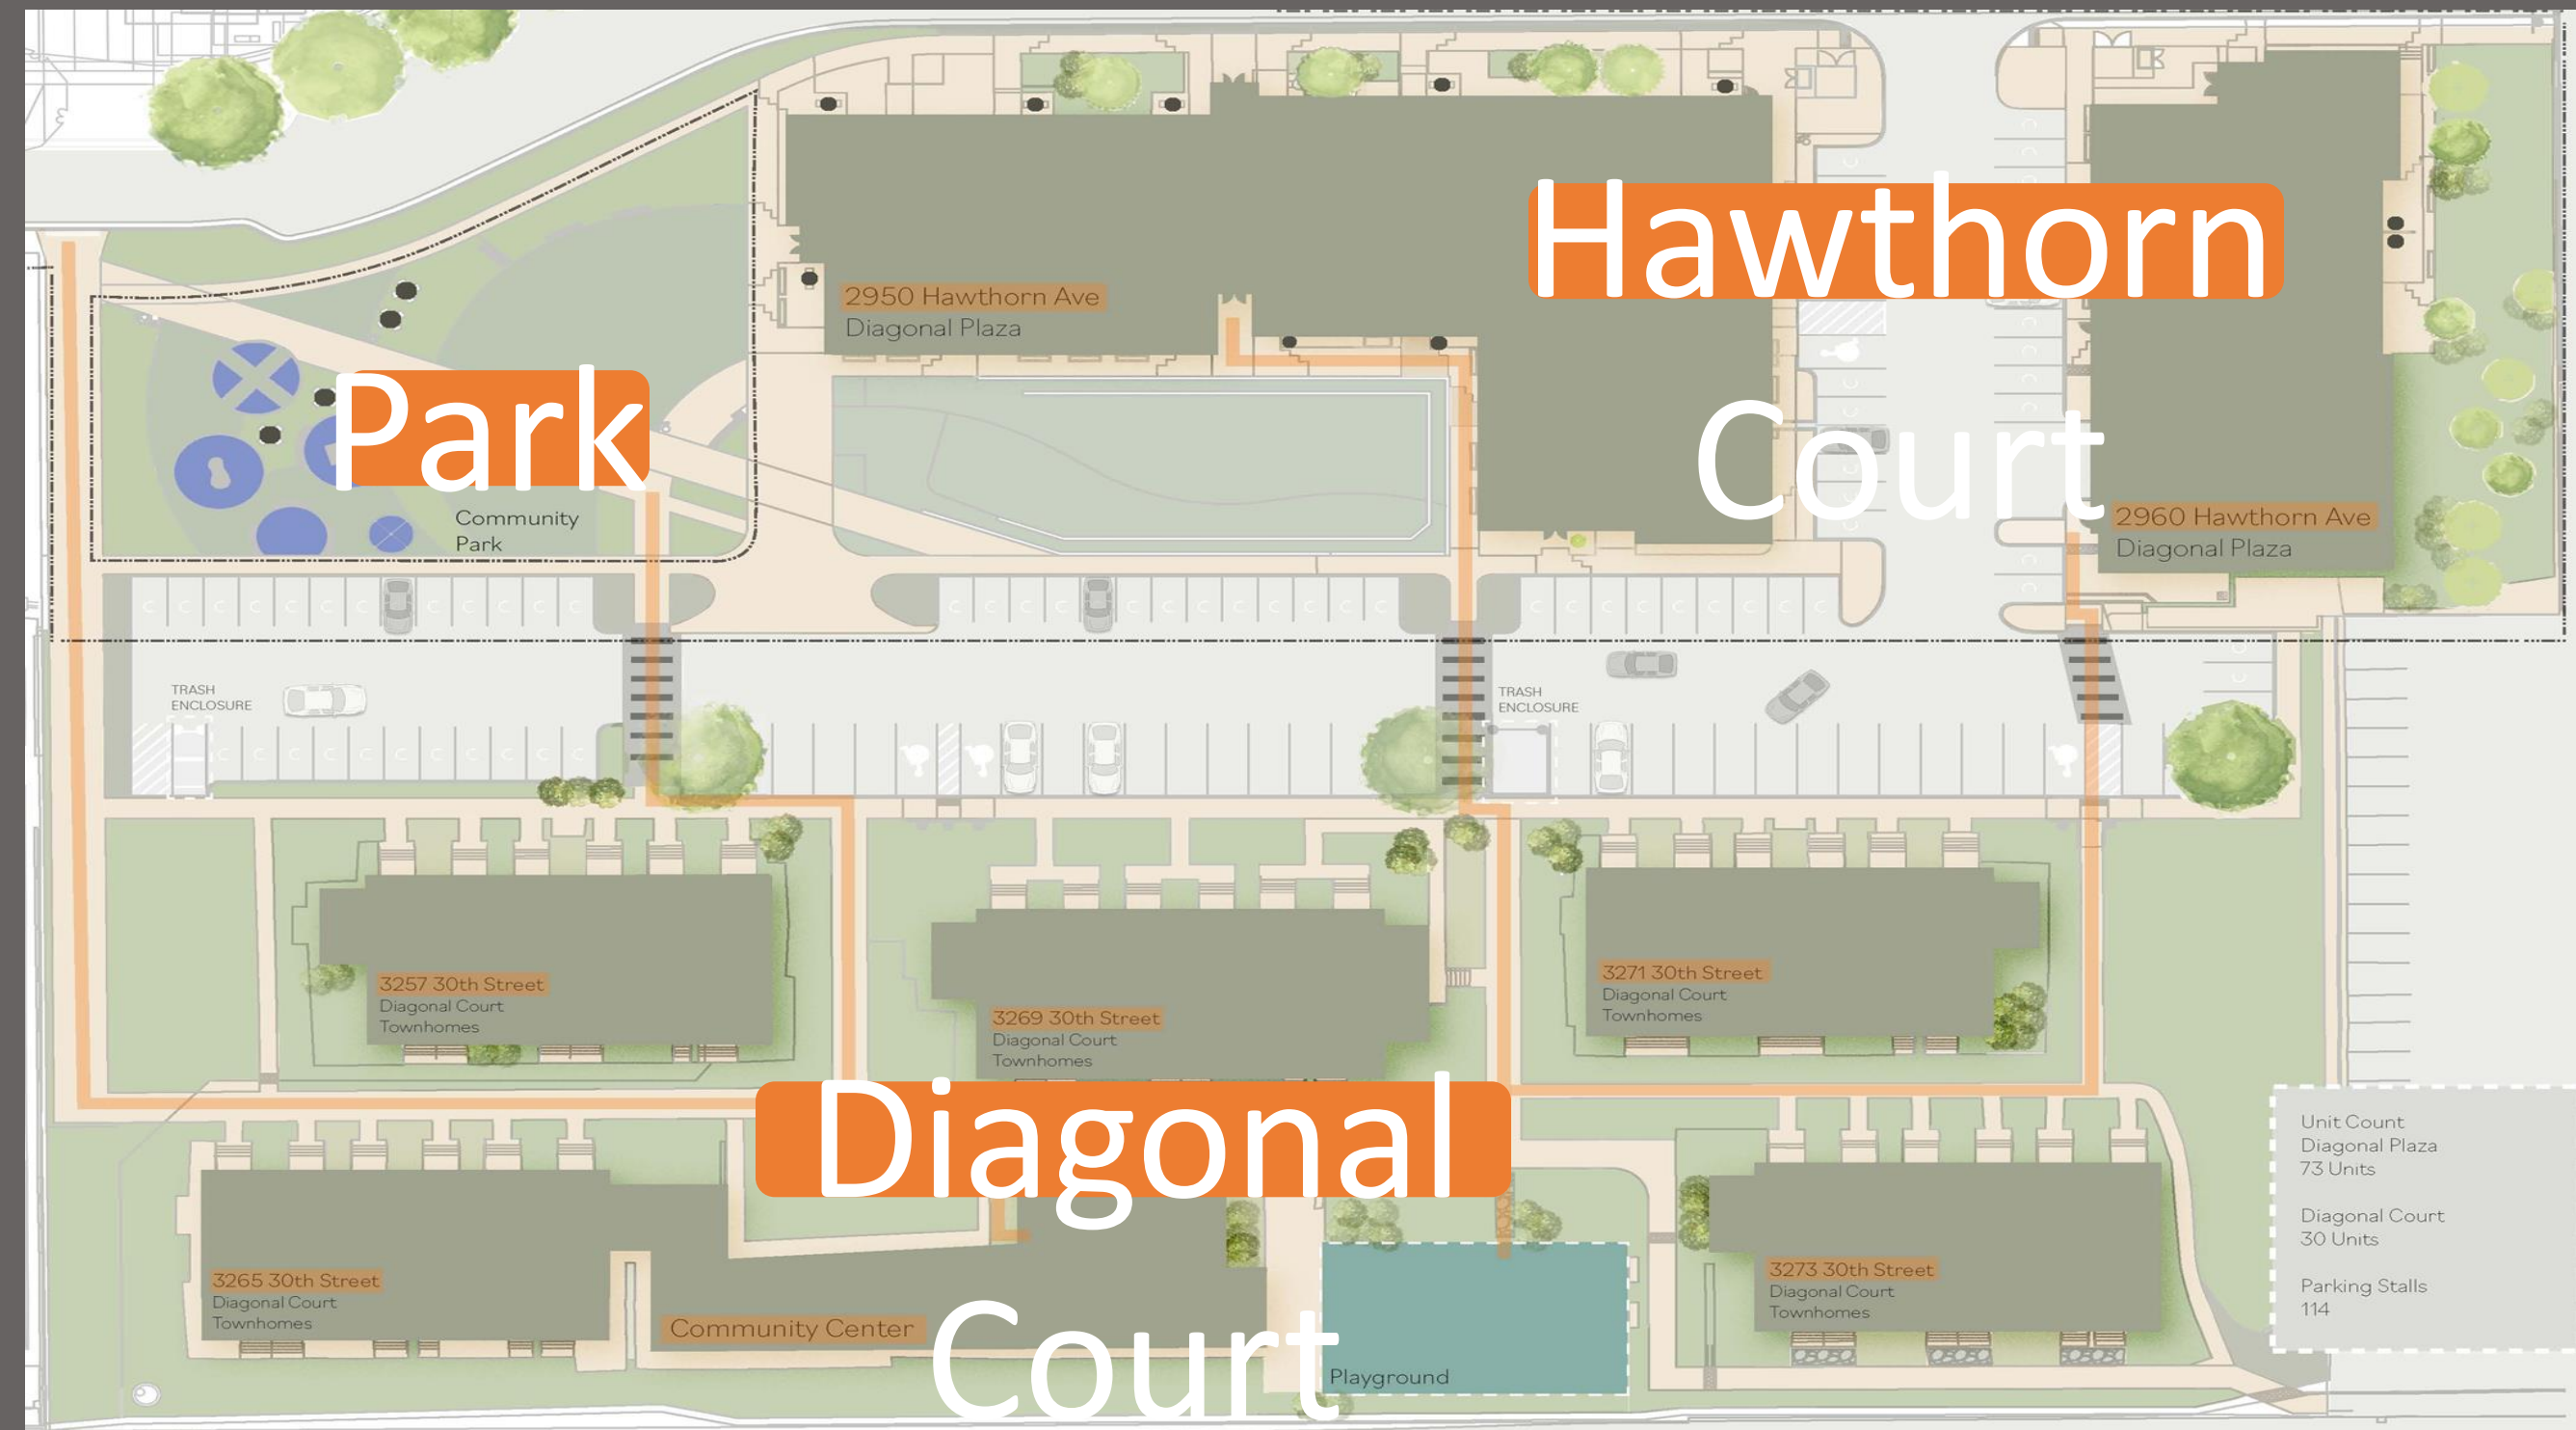 Hawthorn
Court
2950 Hawthorn Ave
Diagonal Plaza
Park
Community
Park
2960 Hawthorn Ave
Diagonal Plaza
TRASH
ENCLOSURE
TRASH
ENCLOSURE
3257 30th Street
Diagonal Court
Townhomes
3269 30th Street
Diagonal Court
Townhomes
3271 30th Street
Diagonal Court
Townhomes
Diagonal
Court
3265 30th Street
Diagonal Court
Townhomes
Community Center
Playground
3273 30th Street
Diagonal Court
Townhomes
Unit Count
Diagonal Plaza
73 Units
Diagonal Court
30 Units
Parking Stalls
114